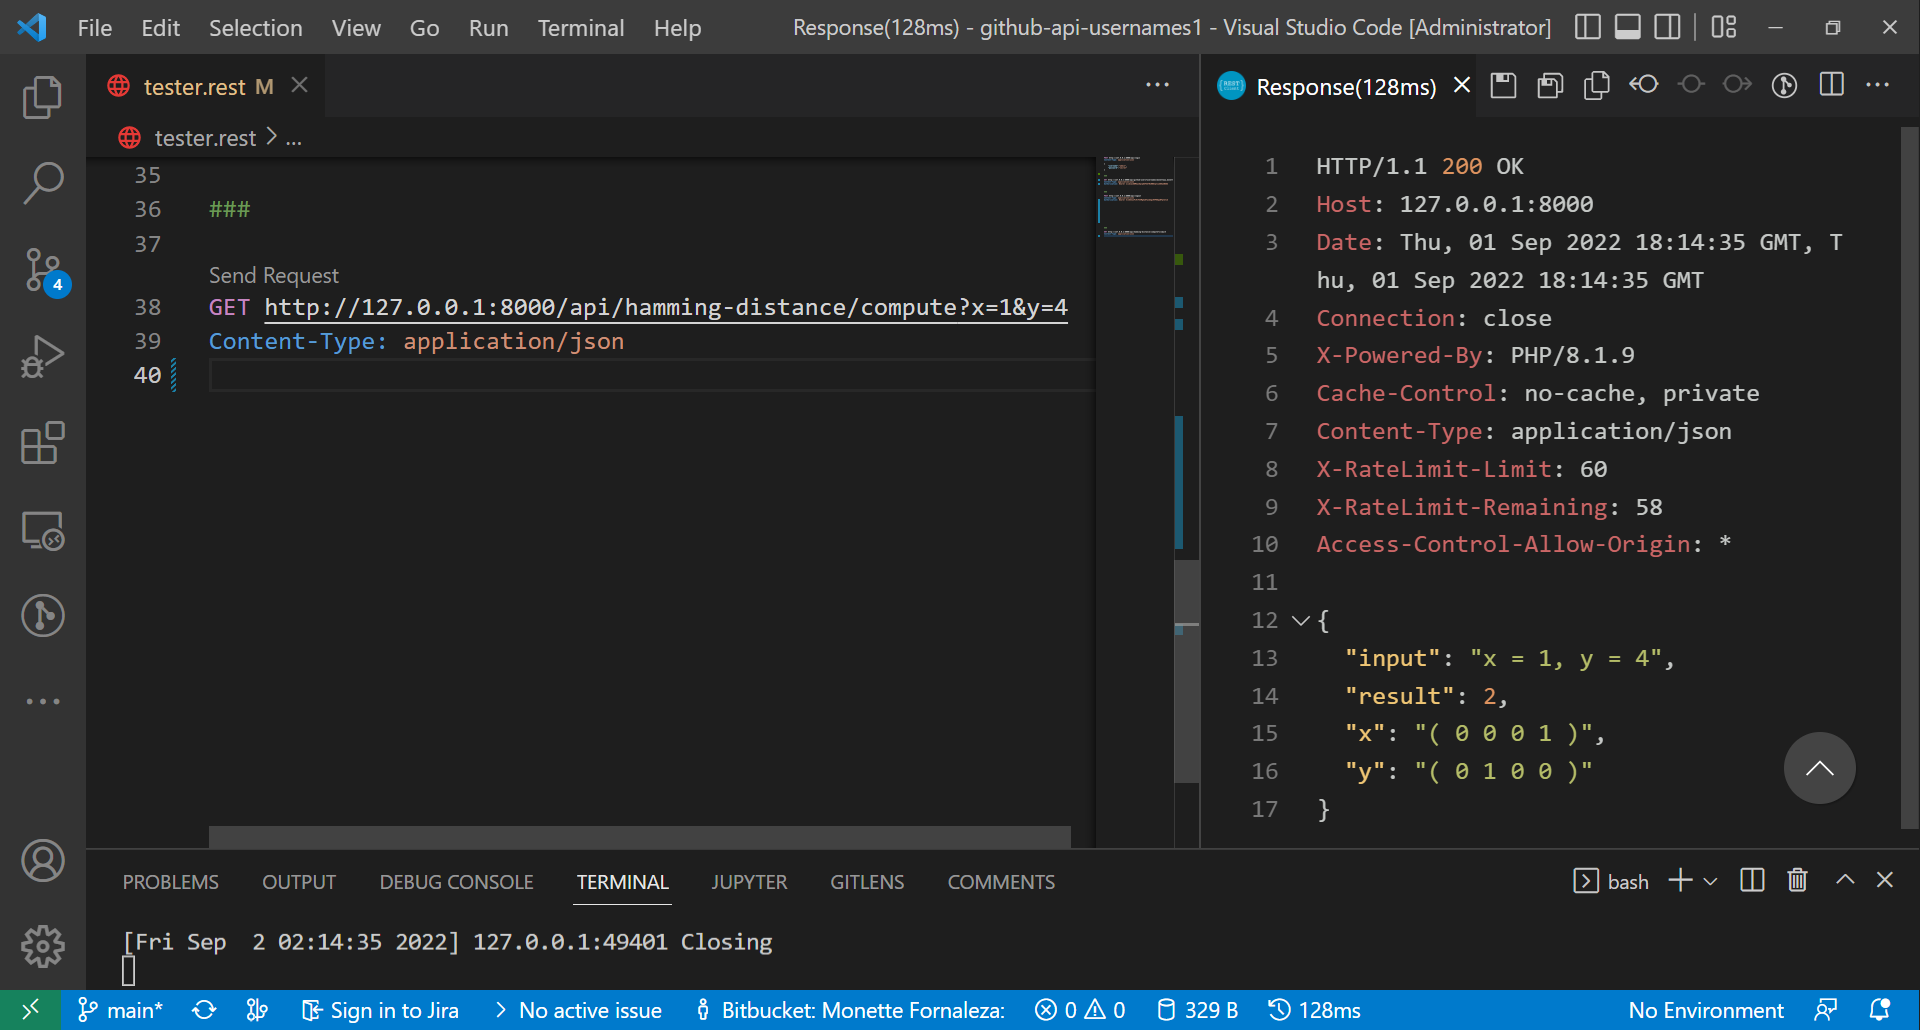 File Edit Selection View Go Run Terminal Help
Response(128ms) - github-api-usernames1 - Visual Studio Code [Administrator]
tester.rest M
tester.rest > ...
35
36 ###
37
Send Request
38 GET http://127.0.0.1:8000/api/hamming-distance/compute?x=1&y=4
39 Content-Type: application/json
40
Response(128ms)
1 HTTP/1.1 200 OK
2 Host: 127.0.0.1:8000
3 Date: Thu, 01 Sep 2022 18:14:35 GMT, T
hu, 01 Sep 2022 18:14:35 GMT
4 Connection: close
5 X-Powered-By: PHP/8.1.9
6 Cache-Control: no-cache, private
7 Content-Type: application/json
8 X-RateLimit-Limit: 60
9 X-RateLimit-Remaining: 58
10 Access-Control-Allow-Origin: *
11
12 {
13 "input": "x = 1, y = 4",
14 "result": 2,
15 "x": "( 0 0 0 1 )",
16 "y": "( 0 1 0 0 )"
17 }
4
PROBLEMS OUTPUT DEBUG CONSOLE TERMINAL JUPYTER GITLENS COMMENTS
bash
[Fri Sep  2 02:14:35 2022] 127.0.0.1:49401 Closing
main* Sign in to Jira > No active issue Bitbucket: Monette Fornaleza: 0 0 329 B 128ms No Environment